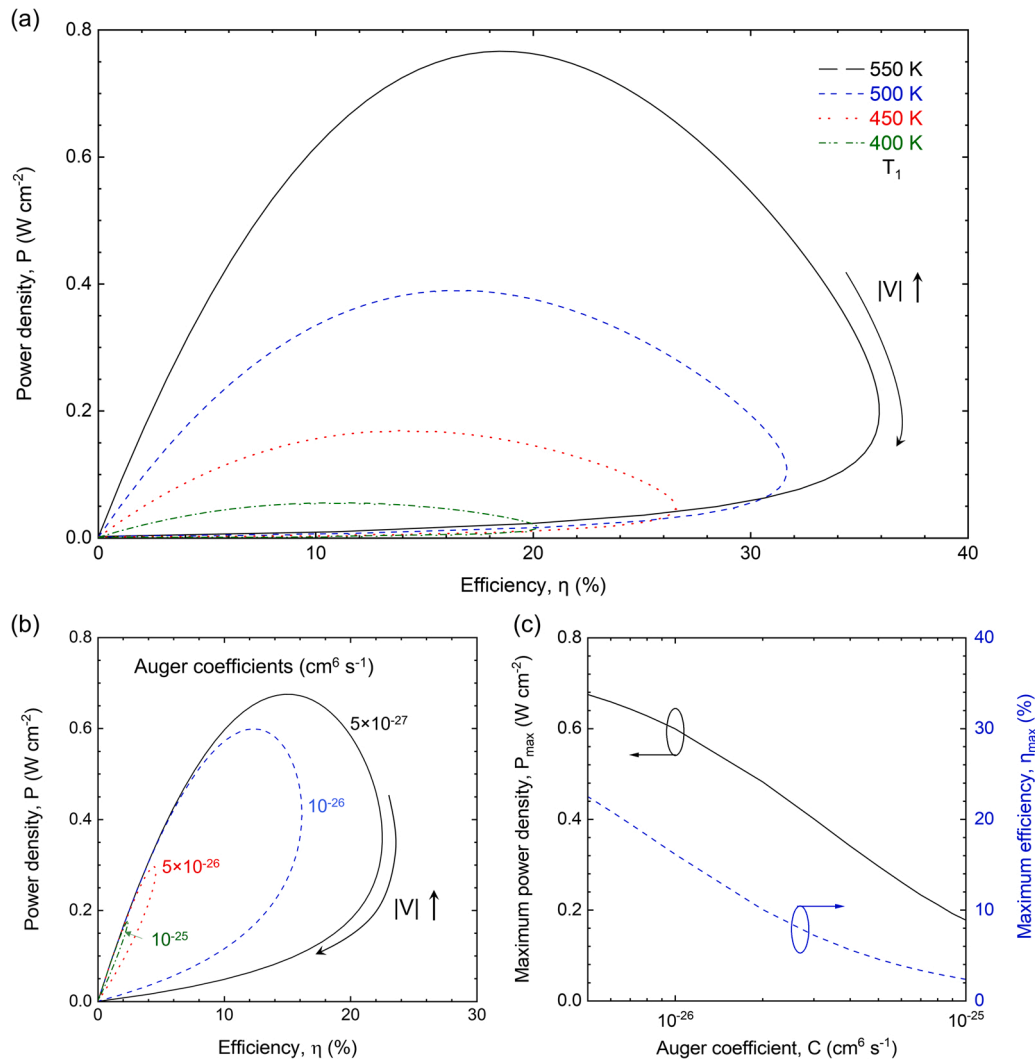 (a)
0.8
0.6
0.4
0.2
0.0
Power density, P (W cm⁻²)
550 K
500 K
450 K
400 K
T₁
|V| ↑
0
10
20
30
40
Efficiency, η (%)
(b)
0.8
0.6
0.4
0.2
0.0
Power density, P (W cm⁻²)
Auger coefficients (cm⁶ s⁻¹)
5×10⁻²⁷
10⁻²⁶
5×10⁻²⁶
10⁻²⁵
|V| ↑
0
10
20
30
Efficiency, η (%)
(c)
0.8
0.6
0.4
0.2
0.0
Maximum power density, Pₘₐₓ (W cm⁻²)
40
30
20
10
0
Maximum efficiency, ηₘₐₓ (%)
10⁻²⁶
10⁻²⁵
Auger coefficient, C (cm⁶ s⁻¹)